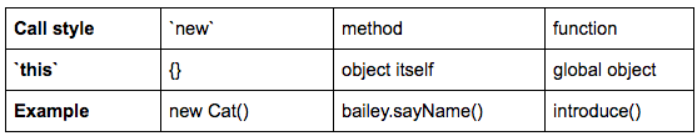 Call style `new` method function
`this` {} object itself global object
Example new Cat() bailey.sayName() introduce()